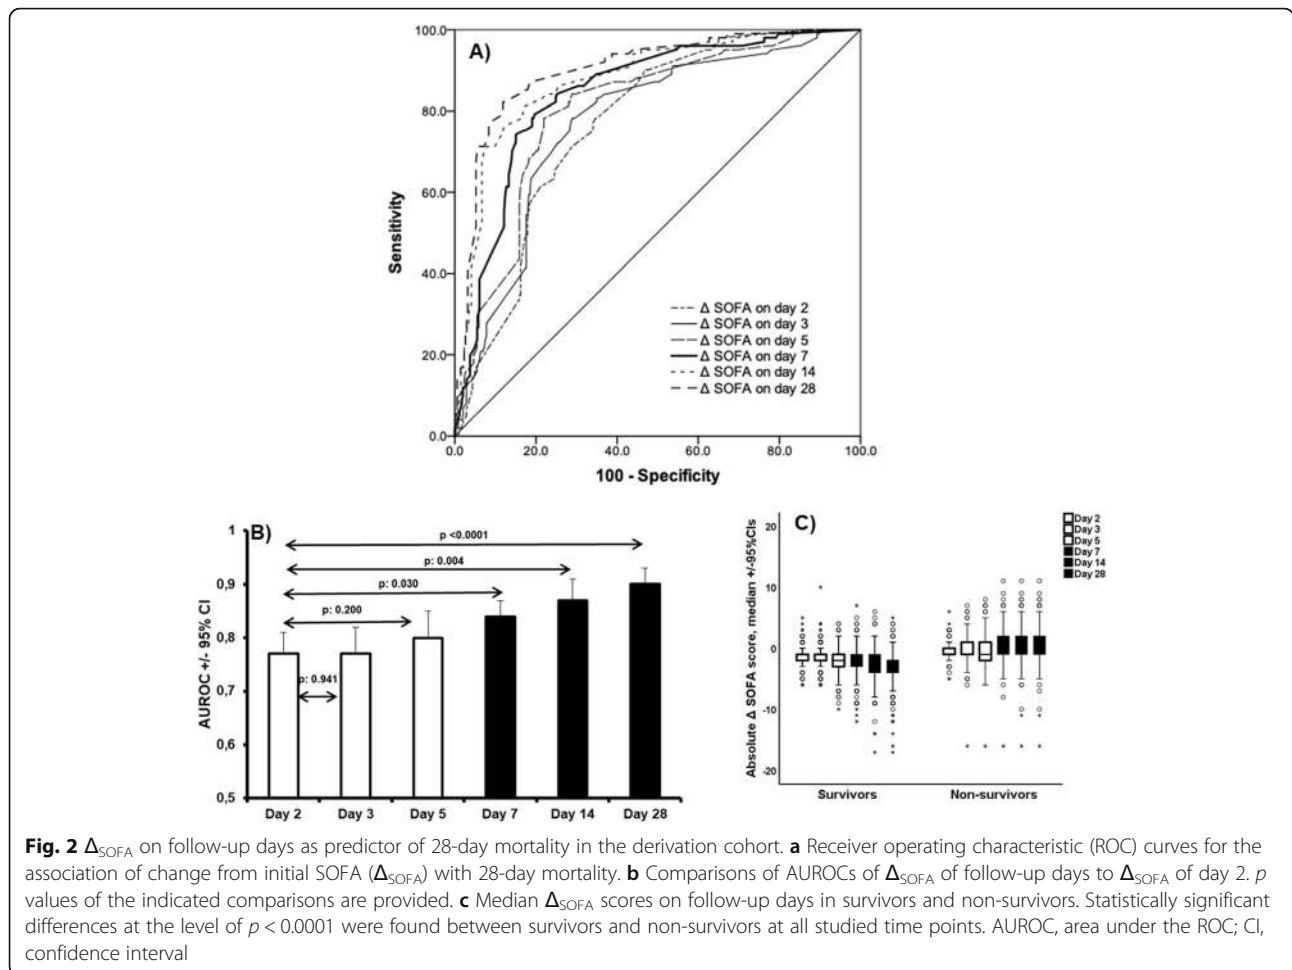 A)
100.0
80.0
60.0
40.0
20.0
0.0
Sensitivity
Δ SOFA on day 2
Δ SOFA on day 3
Δ SOFA on day 5
Δ SOFA on day 7
Δ SOFA on day 14
Δ SOFA on day 28
0.0 20.0 40.0 60.0 80.0 100.0
100 - Specificity
B)
1
0,9
0,8
0,7
0,6
0,5
AUROC +/- 95% CI
p <0.0001
p: 0.004
p: 0.030
p: 0.200
p: 0.941
Day 2 Day 3 Day 5 Day 7 Day 14 Day 28
C)
20
10
0
-10
-20
Absolute Δ SOFA score, median +/-95%CIs
Day 2
Day 3
Day 5
Day 7
Day 14
Day 28
Survivors Non-survivors
Fig. 2 ΔSOFA on follow-up days as predictor of 28-day mortality in the derivation cohort. a Receiver operating characteristic (ROC) curves for the
association of change from initial SOFA (ΔSOFA) with 28-day mortality. b Comparisons of AUROCs of ΔSOFA of follow-up days to ΔSOFA of day 2. p
values of the indicated comparisons are provided. c Median ΔSOFA scores on follow-up days in survivors and non-survivors. Statistically significant
differences at the level of p < 0.0001 were found between survivors and non-survivors at all studied time points. AUROC, area under the ROC; CI,
confidence interval